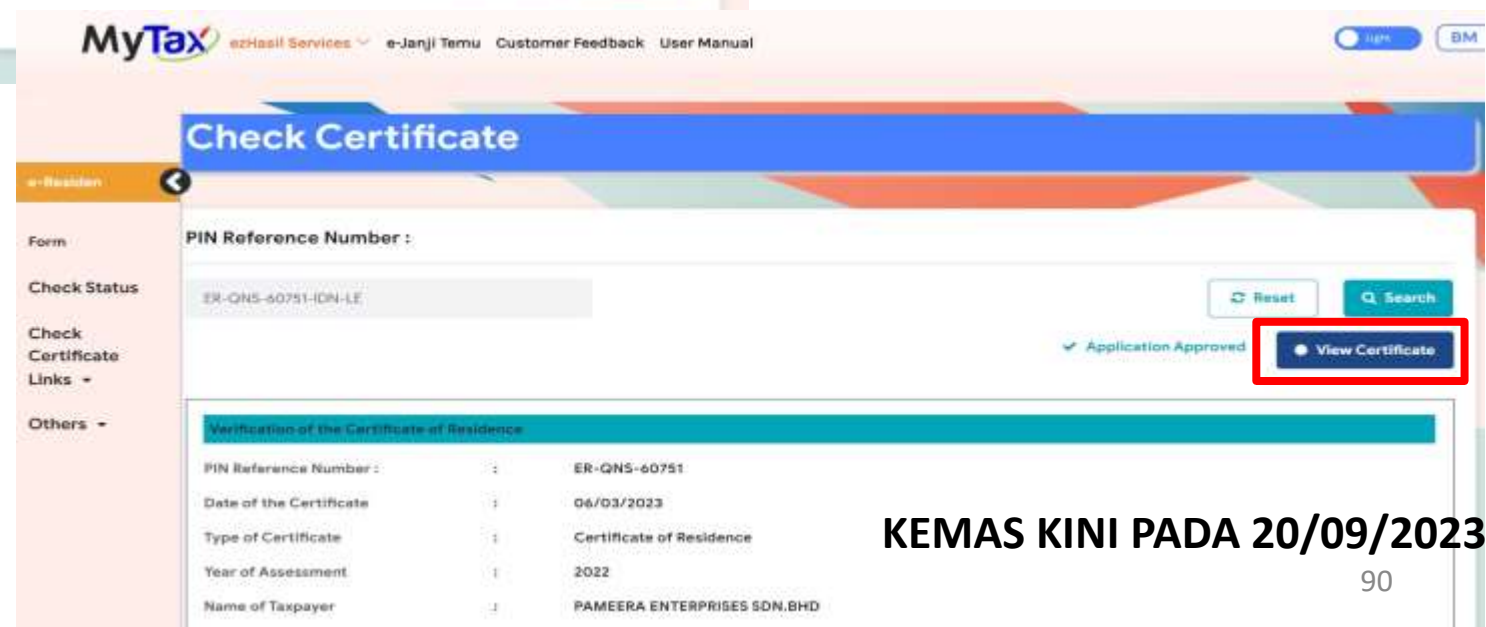 MyTax ezHasil Services e-Janji Temu Customer Feedback User Manual light BM
Check Certificate
e-Residen
Form
Check Status
Check
Certificate
Links
Others
PIN Reference Number :
ER-QNS-60751-IDN-LE
Reset Search
Application Approved View Certificate
Verification of the Certificate of Residence
PIN Reference Number : : ER-QNS-60751
Date of the Certificate : 06/03/2023
Type of Certificate : Certificate of Residence
Year of Assessment : 2022
Name of Taxpayer : PAMEERA ENTERPRISES SDN.BHD
KEMAS KINI PADA 20/09/2023
90